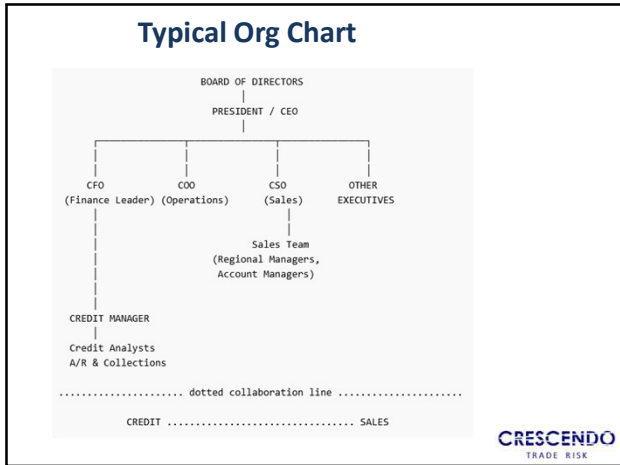 Typical Org Chart
BOARD OF DIRECTORS
PRESIDENT / CEO
CFO COO CSO OTHER
(Finance Leader) (Operations) (Sales) EXECUTIVES
Sales Team
(Regional Managers,
Account Managers)
CREDIT MANAGER
Credit Analysts
A/R & Collections
..................... dotted collaboration line .....................
CREDIT ................................ SALES
CRESCENDO
TRADE RISK